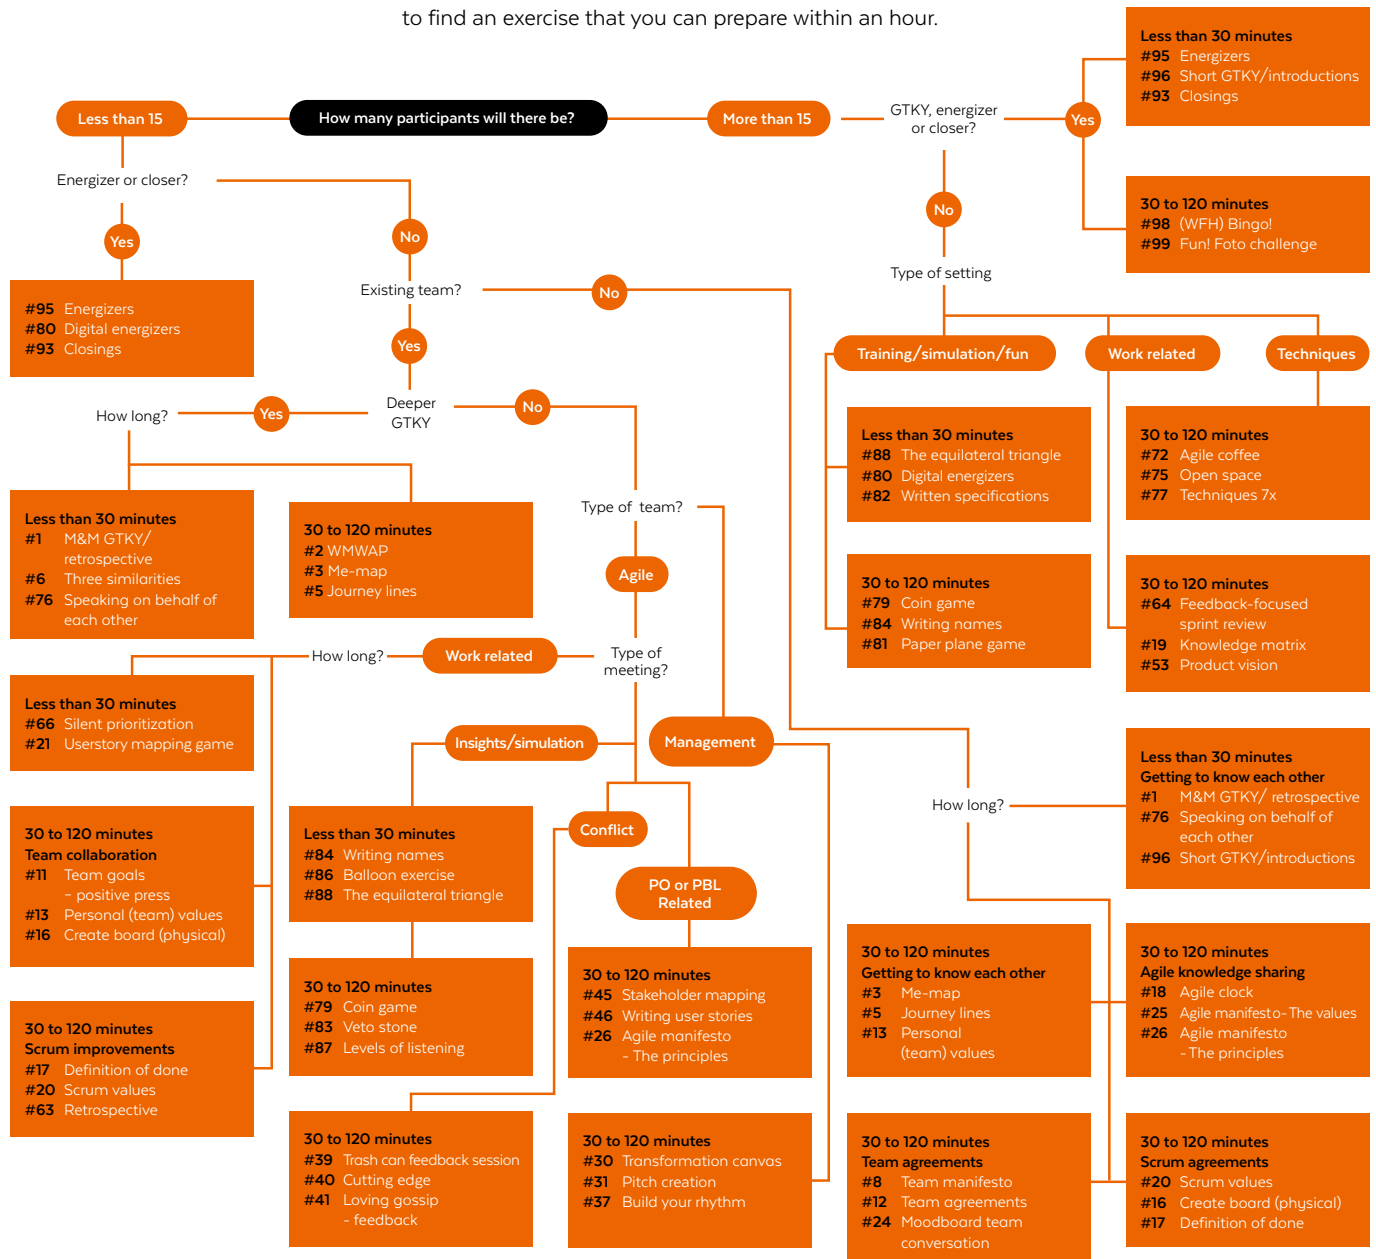 to find an exercise that you can prepare within an hour.
How many participants will there be?
Less than 15
More than 15
GTKY, energizer
or closer?
Yes
Less than 30 minutes
#95 Energizers
#96 Short GTKY/introductions
#93 Closings
30 to 120 minutes
#98 (WFH) Bingo!
#99 Fun! Foto challenge
No
Type of setting
Training/simulation/fun
Work related
Techniques
Less than 30 minutes
#88 The equilateral triangle
#80 Digital energizers
#82 Written specifications
30 to 120 minutes
#79 Coin game
#84 Writing names
#81 Paper plane game
30 to 120 minutes
#72 Agile coffee
#75 Open space
#77 Techniques 7x
30 to 120 minutes
#64 Feedback-focused
sprint review
#19 Knowledge matrix
#53 Product vision
Energizer or closer?
Yes
#95 Energizers
#80 Digital energizers
#93 Closings
No
Existing team?
No
Yes
Deeper
GTKY
Yes
How long?
Less than 30 minutes
#1 M&M GTKY/
retrospective
#6 Three similarities
#76 Speaking on behalf of
each other
30 to 120 minutes
#2 WMWAP
#3 Me-map
#5 Journey lines
No
Type of team?
Agile
Type of
meeting?
Work related
How long?
Less than 30 minutes
#66 Silent prioritization
#21 Userstory mapping game
30 to 120 minutes
Team collaboration
#11 Team goals
- positive press
#13 Personal (team) values
#16 Create board (physical)
30 to 120 minutes
Scrum improvements
#17 Definition of done
#20 Scrum values
#63 Retrospective
Insights/simulation
Less than 30 minutes
#84 Writing names
#86 Balloon exercise
#88 The equilateral triangle
30 to 120 minutes
#79 Coin game
#83 Veto stone
#87 Levels of listening
Conflict
30 to 120 minutes
#39 Trash can feedback session
#40 Cutting edge
#41 Loving gossip
- feedback
PO or PBL
Related
30 to 120 minutes
#45 Stakeholder mapping
#46 Writing user stories
#26 Agile manifesto
- The principles
Management
30 to 120 minutes
#30 Transformation canvas
#31 Pitch creation
#37 Build your rhythm
How long?
Less than 30 minutes
Getting to know each other
#1 M&M GTKY/ retrospective
#76 Speaking on behalf of
each other
#96 Short GTKY/introductions
30 to 120 minutes
Getting to know each other
#3 Me-map
#5 Journey lines
#13 Personal
(team) values
30 to 120 minutes
Agile knowledge sharing
#18 Agile clock
#25 Agile manifesto-The values
#26 Agile manifesto
- The principles
30 to 120 minutes
Team agreements
#8 Team manifesto
#12 Team agreements
#24 Moodboard team
conversation
30 to 120 minutes
Scrum agreements
#20 Scrum values
#16 Create board (physical)
#17 Definition of done